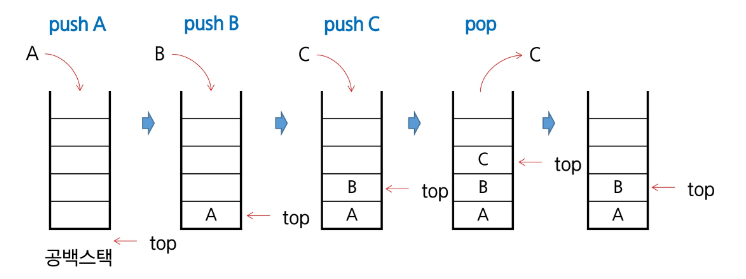 push A push B push C pop
A B C C
C
B top
B top B top
A A top A A
top
공백스택